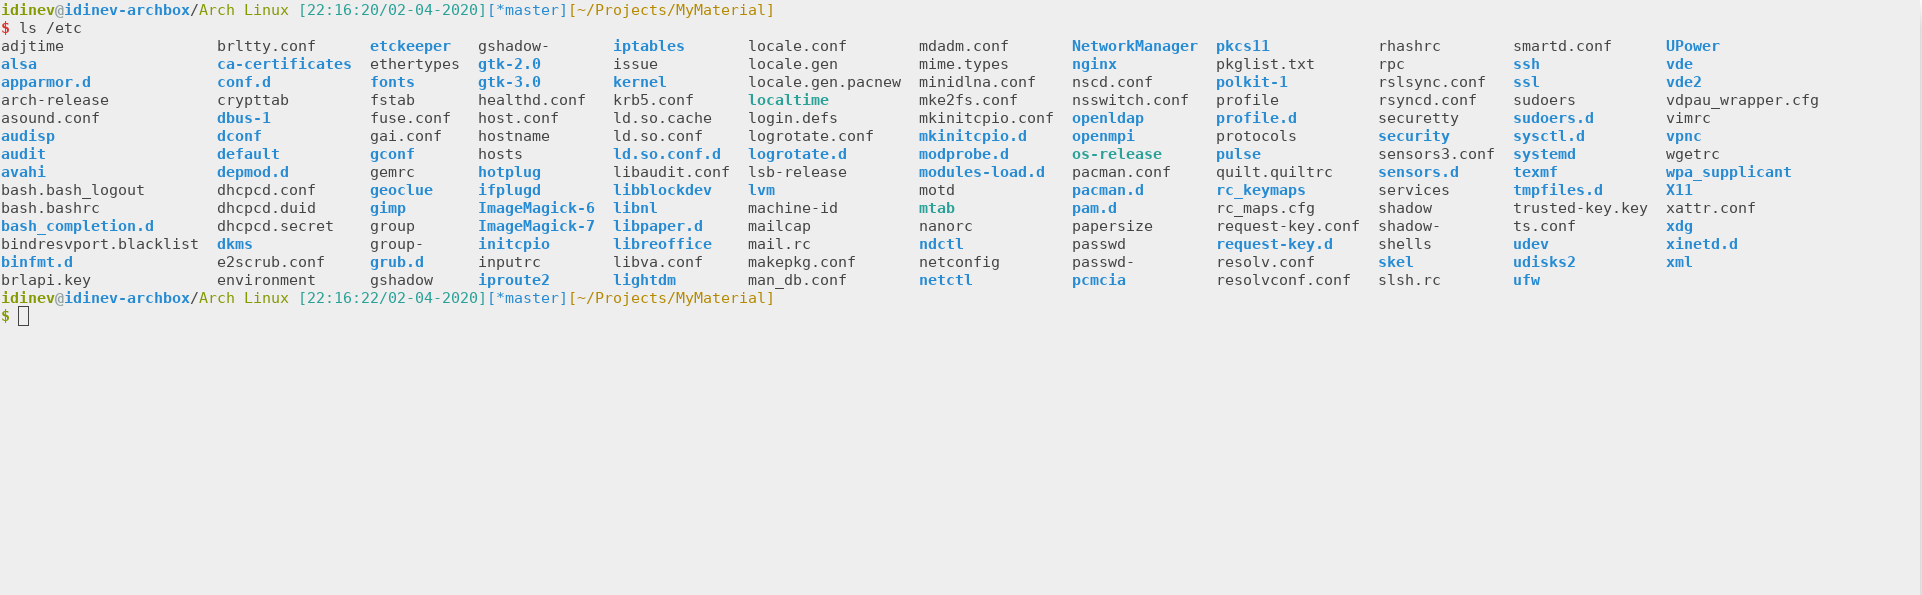 idinev@idinev-archbox/Arch Linux [22:16:20/02-04-2020][*master][~/Projects/MyMaterial]
$ ls /etc
adjtime brltty.conf etckeeper gshadow- iptables locale.conf mdadm.conf NetworkManager pkcs11 rhashrc smartd.conf UPower
alsa ca-certificates ethertypes gtk-2.0 issue locale.gen mime.types nginx pkglist.txt rpc ssh vde
apparmor.d conf.d fonts gtk-3.0 kernel locale.gen.pacnew minidlna.conf nscd.conf polkit-1 rslsync.conf ssl vde2
arch-release crypttab fstab healthd.conf krb5.conf localtime mke2fs.conf nsswitch.conf profile rsyncd.conf sudoers vdpau_wrapper.cfg
asound.conf dbus-1 fuse.conf host.conf ld.so.cache login.defs mkinitcpio.conf openldap profile.d securetty sudoers.d vimrc
audisp dconf gai.conf hostname ld.so.conf logrotate.conf mkinitcpio.d openmpi protocols security sysctl.d vpnc
audit default gconf hosts ld.so.conf.d logrotate.d modprobe.d os-release pulse sensors3.conf systemd wgetrc
avahi depmod.d gemrc hotplug libaudit.conf lsb-release modules-load.d pacman.conf quilt.quiltrc sensors.d texmf wpa_supplicant
bash.bash_logout dhcpcd.conf geoclue ifplugd libblockdev lvm motd pacman.d rc_keymaps services tmpfiles.d X11
bash.bashrc dhcpcd.duid gimp ImageMagick-6 libnl machine-id mtab pam.d rc_maps.cfg shadow trusted-key.key xattr.conf
bash_completion.d dhcpcd.secret group ImageMagick-7 libpaper.d mailcap nanorc papersize request-key.conf shadow- ts.conf xdg
bindresvport.blacklist dkms group- initcpio libreoffice mail.rc ndctl passwd request-key.d shells udev xinetd.d
binfmt.d e2scrub.conf grub.d inputrc libva.conf makepkg.conf netconfig passwd- resolv.conf skel udisks2 xml
brlapi.key environment gshadow iproute2 lightdm man_db.conf netctl pcmcia resolvconf.conf slsh.rc ufw
idinev@idinev-archbox/Arch Linux [22:16:22/02-04-2020][*master][~/Projects/MyMaterial]
$